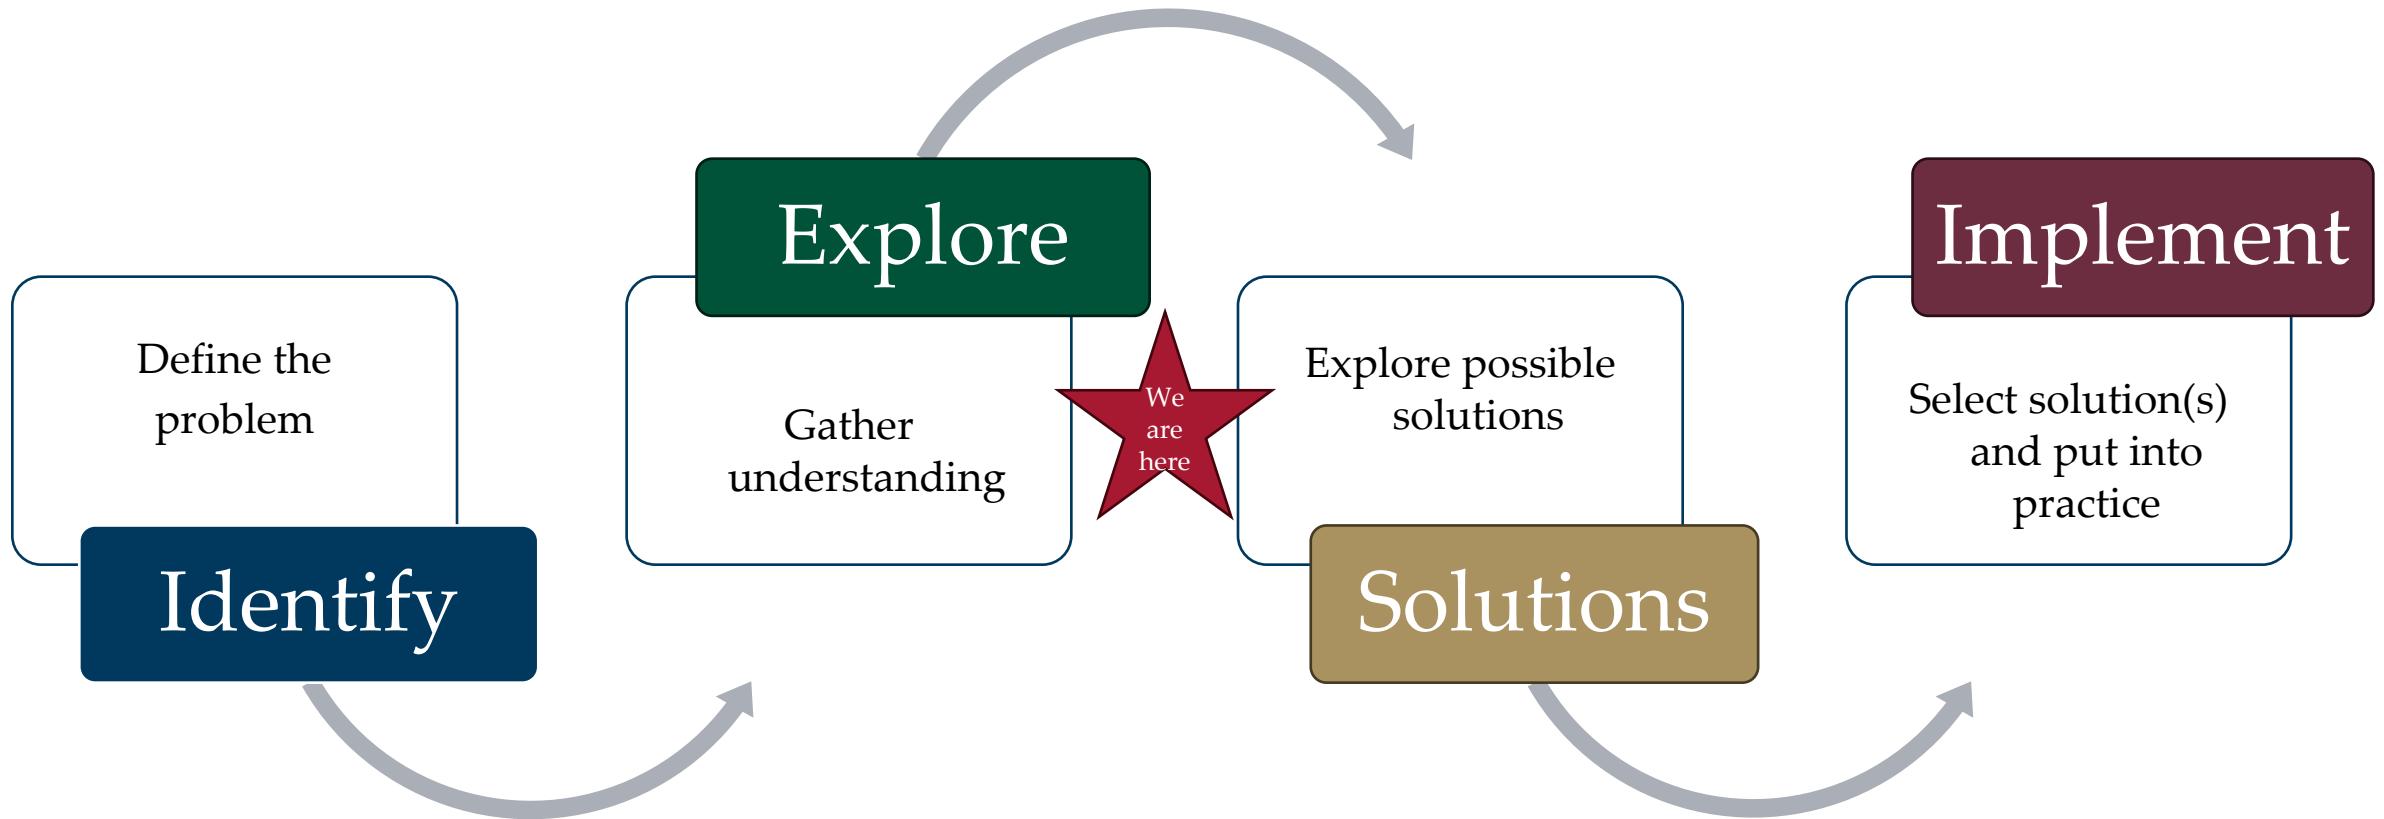 Define the
problem
Identify
Explore
Gather
understanding
We
are
here
Explore possible
solutions
Solutions
Implement
Select solution(s)
and put into
practice